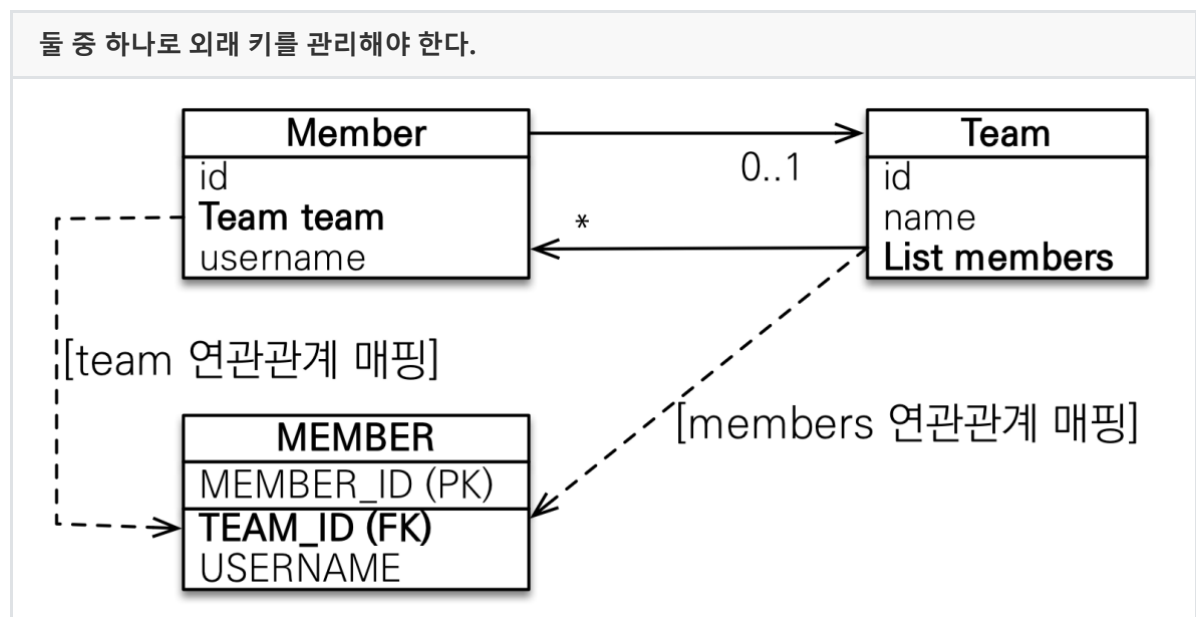 둘 중 하나로 외래 키를 관리해야 한다.
Member
id
Team team
username
0..1
*
Team
id
name
List members
[team 연관관계 매핑]
[members 연관관계 매핑]
MEMBER
MEMBER_ID (PK)
TEAM_ID (FK)
USERNAME